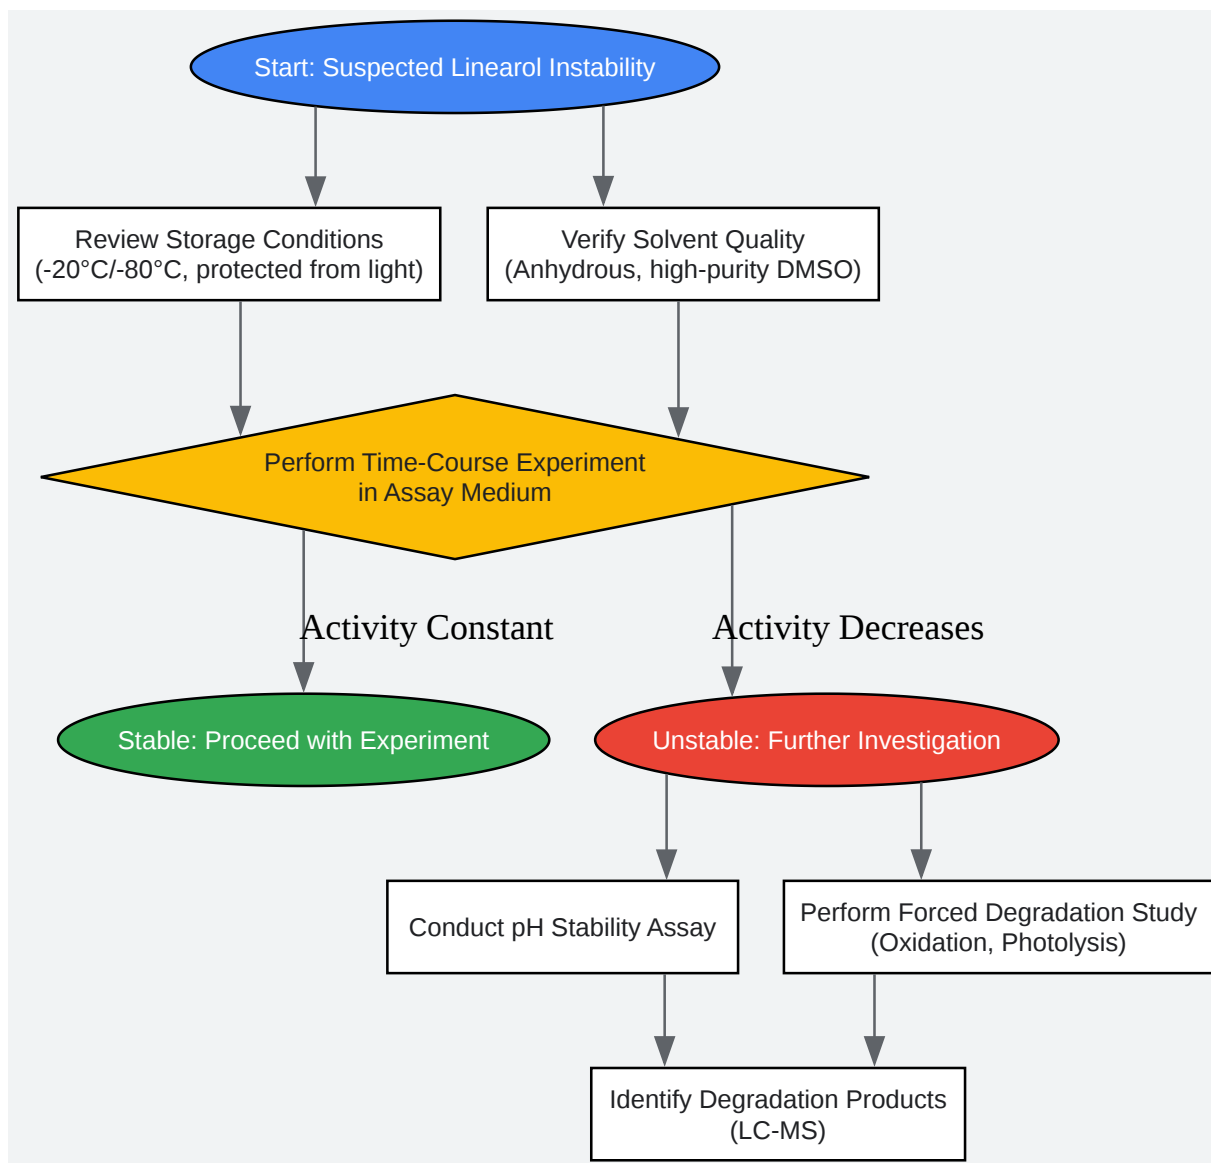 Start: Suspected Linearol Instability
Review Storage Conditions
(-20°C/-80°C, protected from light)
Verify Solvent Quality
(Anhydrous, high-purity DMSO)
Perform Time-Course Experiment
in Assay Medium
Activity Constant
Activity Decreases
Stable: Proceed with Experiment
Unstable: Further Investigation
Conduct pH Stability Assay
Perform Forced Degradation Study
(Oxidation, Photolysis)
Identify Degradation Products
(LC-MS)